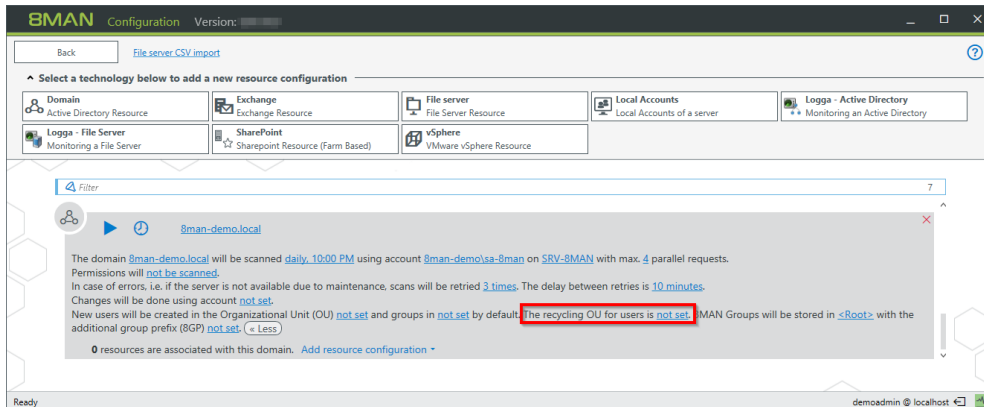 8MAN Configuration Version:
Back File server CSV import
Select a technology below to add a new resource configuration
Domain
Active Directory Resource
Exchange
Exchange Resource
File server
File Server Resource
Local Accounts
Local Accounts of a server
Logga - Active Directory
Monitoring an Active Directory
Logga - File Server
Monitoring a File Server
SharePoint
Sharepoint Resource (Farm Based)
vSphere
VMware vSphere Resource
Filter 7
8man-demo.local
The domain 8man-demo.local will be scanned daily, 10:00 PM using account 8man-demo\sa-8man on SRV-8MAN with max. 4 parallel requests.
Permissions will not be scanned.
In case of errors, i.e. if the server is not available due to maintenance, scans will be retried 3 times. The delay between retries is 10 minutes.
Changes will be done using account not set.
New users will be created in the Organizational Unit (OU) not set and groups in not set by default. The recycling OU for users is not set. 8MAN Groups will be stored in <Root> with the
additional group prefix (8GP) not set. « Less
0 resources are associated with this domain. Add resource configuration
Ready demoadmin @ localhost